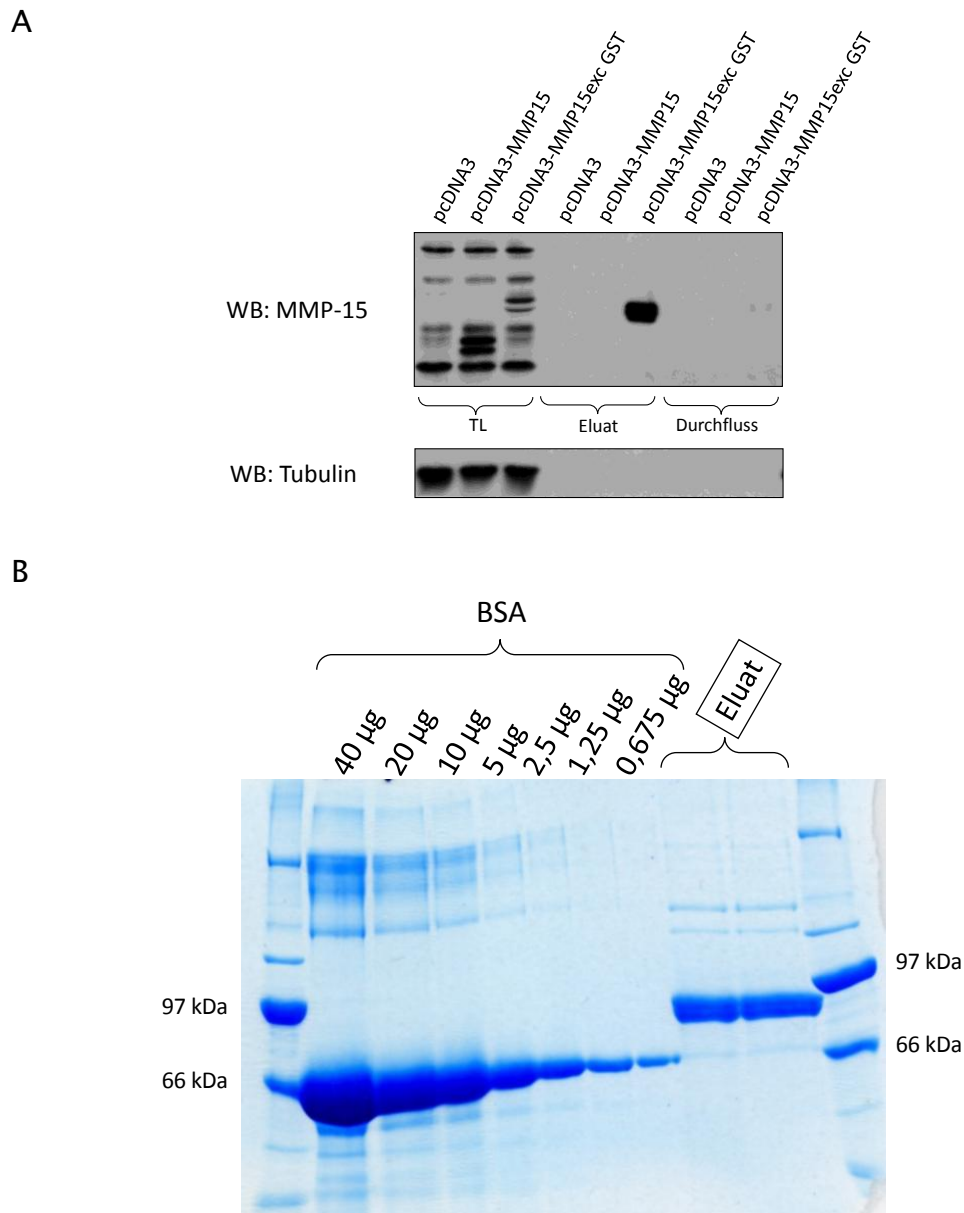 A
pcDNA3
pcDNA3-MMP15
pcDNA3-MMP15exc GST
pcDNA3
pcDNA3-MMP15
pcDNA3-MMP15exc GST
pcDNA3
pcDNA3-MMP15
pcDNA3-MMP15exc GST
WB: MMP-15
TL
Eluat
Durchfluss
WB: Tubulin
B
BSA
40 µg
20 µg
10 µg
5 µg
2,5 µg
1,25 µg
0,675 µg
Eluat
97 kDa
97 kDa
66 kDa
66 kDa